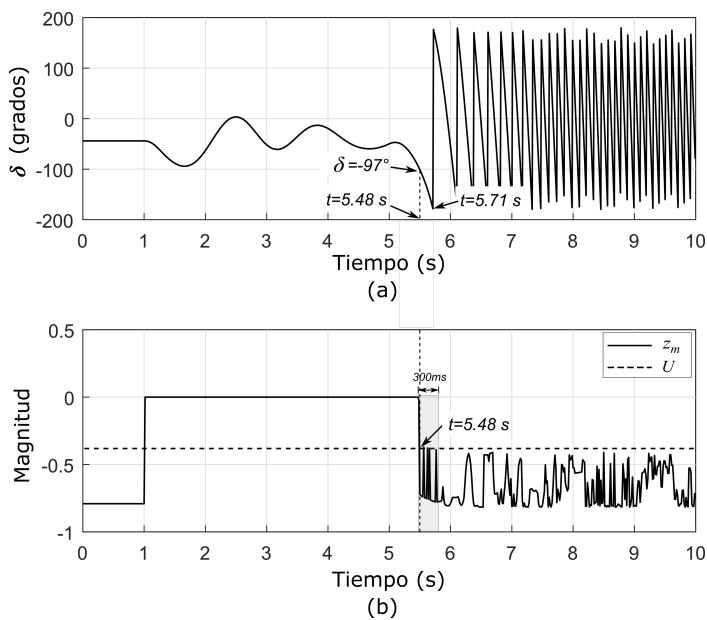 200
100
0
-100
-200
δ (grados)
δ=-97°
t=5.48 s
t=5.71 s
0 1 2 3 4 5 6 7 8 9 10
Tiempo (s)
(a)
0.5
0
-0.5
-1
Magnitud
300ms
t=5.48 s
z_m
U
0 1 2 3 4 5 6 7 8 9 10
Tiempo (s)
(b)